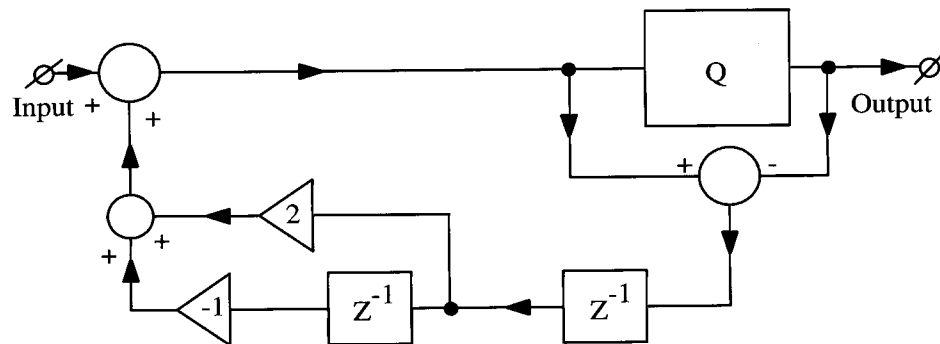 Q
Input
+
+
Output
+
-
2
+
+
-1
Z⁻¹
Z⁻¹